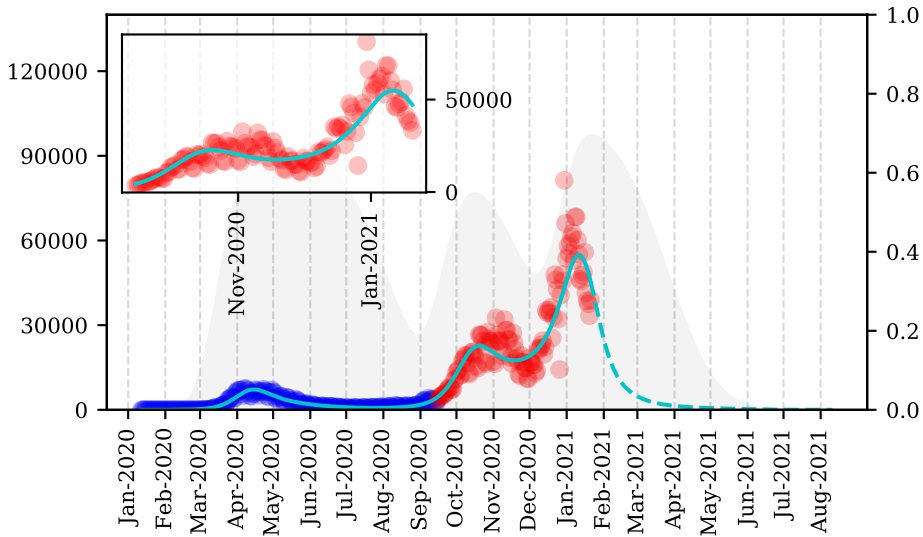 1.0
120000
50000
0.8
90000
0.6
0
60000
Nov-2020
Jan-2021
0.4
30000
0.2
0
0.0
Jan-2020
Feb-2020
Mar-2020
Apr-2020
May-2020
Jun-2020
Jul-2020
Aug-2020
Sep-2020
Oct-2020
Nov-2020
Dec-2020
Jan-2021
Feb-2021
Mar-2021
Apr-2021
May-2021
Jun-2021
Jul-2021
Aug-2021